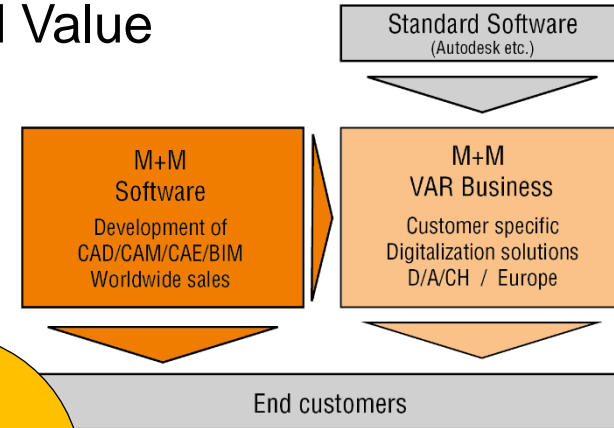 Value
Standard Software
(Autodesk etc.)
M+M
Software
Development of
CAD/CAM/CAE/BIM
Worldwide sales
M+M
VAR Business
Customer specific
Digitalization solutions
D/A/CH / Europe
End customers